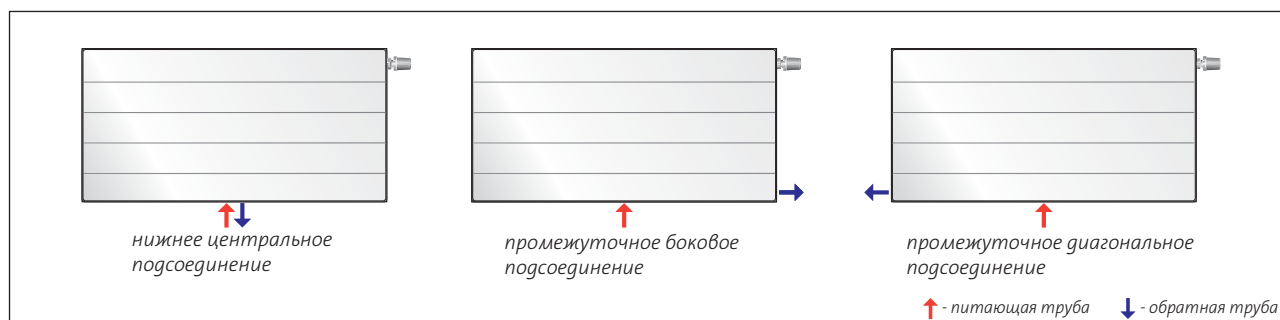 нижнее центральное
подсоединение
промежуточное боковое
подсоединение
промежуточное диагональное
подсоединение
- питающая труба
- обратная труба